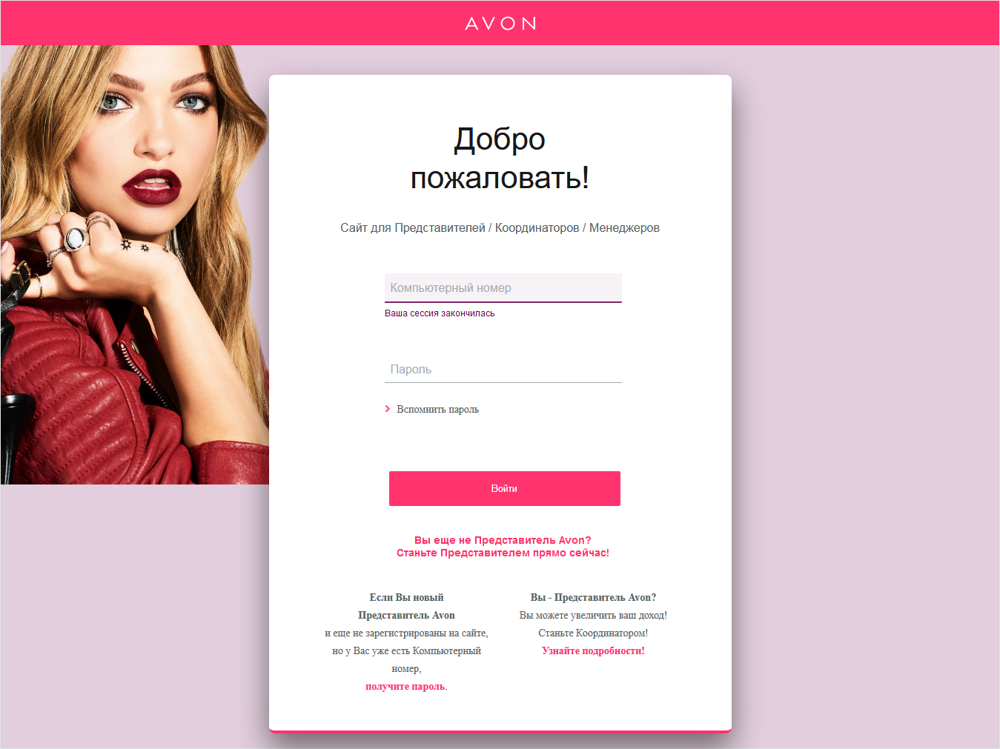 AVON
Добро
пожаловать!
Сайт для Представителей / Координаторов / Менеджеров
Компьютерный номер
Ваша сессия закончилась
Пароль
Вспомнить пароль
Войти
Вы еще не Представитель Avon?
Станьте Представителем прямо сейчас!
Если Вы новый
Представитель Avon
и еще не зарегистрированы на сайте,
но у Вас уже есть Компьютерный
номер,
получите пароль.
Вы - Представитель Avon?
Вы можете увеличить ваш доход!
Станьте Координатором!
Узнайте подробности!